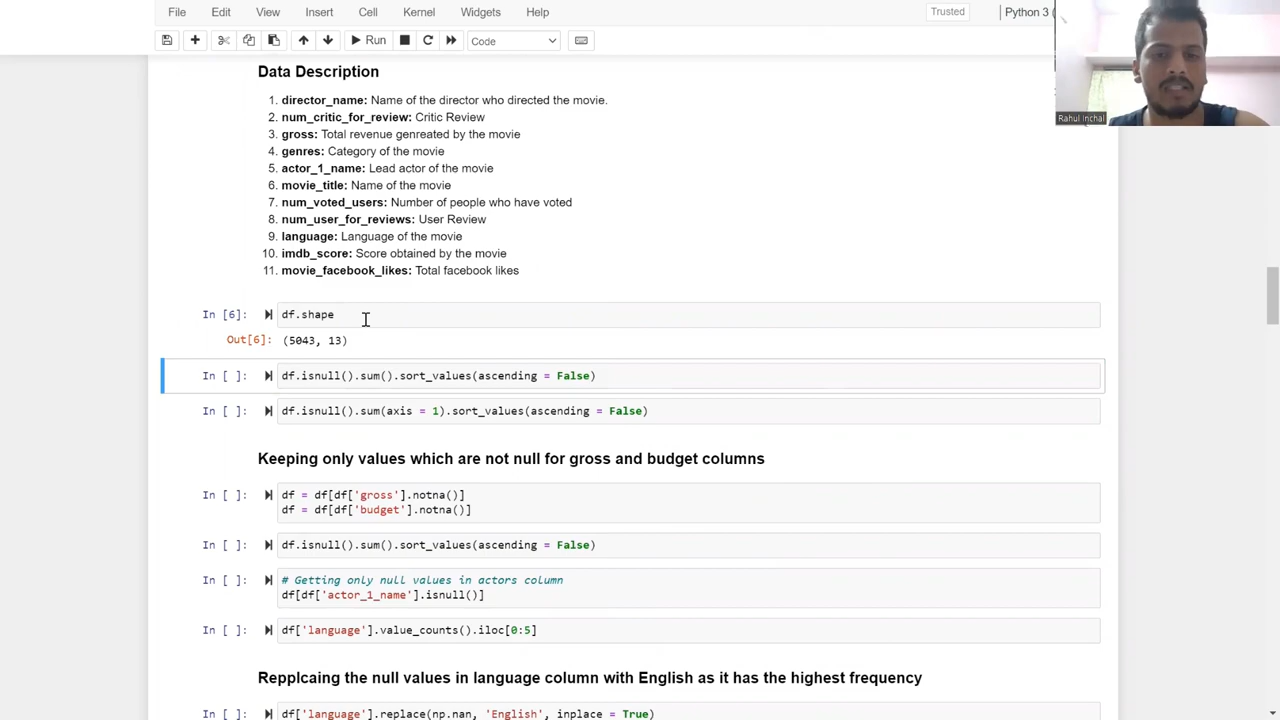 File Edit View Insert Cell Kernel Widgets Help Trusted Python 3 (
Run Code
Rahul Inchal
Data Description
1. director_name: Name of the director who directed the movie.
2. num_critic_for_review: Critic Review
3. gross: Total revenue genreated by the movie
4. genres: Category of the movie
5. actor_1_name: Lead actor of the movie
6. movie_title: Name of the movie
7. num_voted_users: Number of people who have voted
8. num_user_for_reviews: User Review
9. language: Language of the movie
10. imdb_score: Score obtained by the movie
11. movie_facebook_likes: Total facebook likes
In [6]: df.shape
Out[6]: (5043, 13)
In [ ]: df.isnull().sum().sort_values(ascending = False)
In [ ]: df.isnull().sum(axis = 1).sort_values(ascending = False)
Keeping only values which are not null for gross and budget columns
In [ ]: df = df[df['gross'].notna()]
df = df[df['budget'].notna()]
In [ ]: df.isnull().sum().sort_values(ascending = False)
In [ ]: # Getting only null values in actors column
df[df['actor_1_name'].isnull()]
In [ ]: df['language'].value_counts().iloc[0:5]
Repplcaing the null values in language column with English as it has the highest frequency
In [ ]: df['language'].replace(np.nan, 'English', inplace = True)